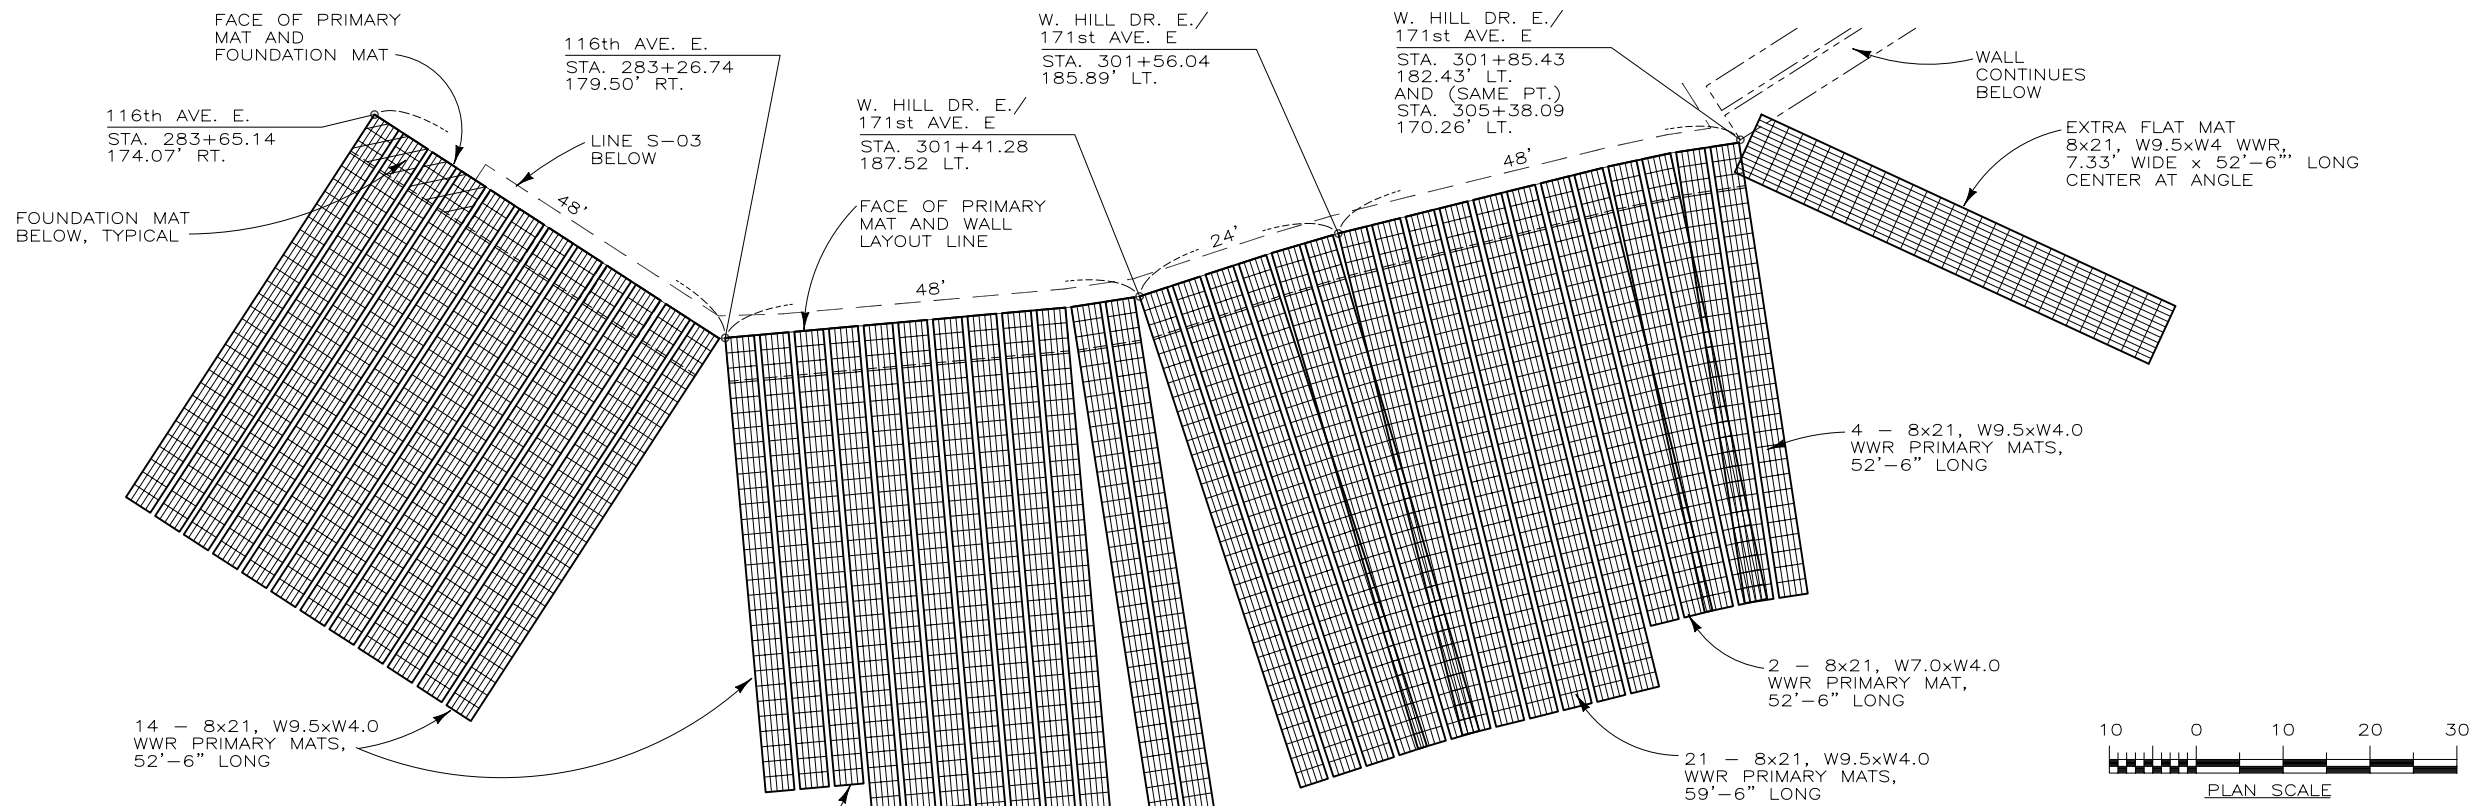 FACE OF PRIMARY
MAT AND
FOUNDATION MAT
116th AVE. E.
STA. 283+65.14
174.07' RT.
FOUNDATION MAT
BELOW, TYPICAL
116th AVE. E.
STA. 283+26.74
179.50' RT.
LINE S-03
BELOW
48'
W. HILL DR. E./
171st AVE. E
STA. 301+41.28
187.52 LT.
FACE OF PRIMARY
MAT AND WALL
LAYOUT LINE
48'
W. HILL DR. E./
171st AVE. E
STA. 301+56.04
185.89' LT.
24'
W. HILL DR. E./
171st AVE. E
STA. 301+85.43
182.43' LT.
AND (SAME PT.)
STA. 305+38.09
170.26' LT.
48'
WALL
CONTINUES
BELOW
EXTRA FLAT MAT
8x21, W9.5xW4 WWR,
7.33' WIDE x 52'-6"' LONG
CENTER AT ANGLE
4 - 8x21, W9.5xW4.0
WWR PRIMARY MATS,
52'-6" LONG
2 - 8x21, W7.0xW4.0
WWR PRIMARY MAT,
52'-6" LONG
21 - 8x21, W9.5xW4.0
WWR PRIMARY MATS,
59'-6" LONG
14 - 8x21, W9.5xW4.0
WWR PRIMARY MATS,
52'-6" LONG
10 0 10 20 30
PLAN SCALE